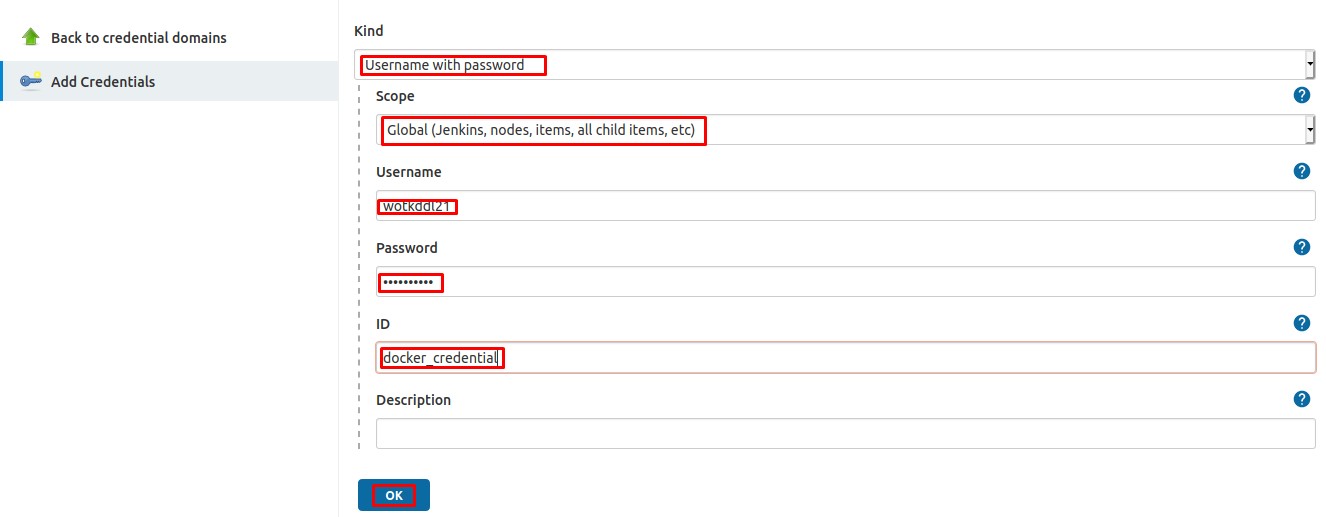 Back to credential domains
Add Credentials
Kind
Username with password
Scope
Global (Jenkins, nodes, items, all child items, etc)
Username
wotkddl21
Password
••••••••••
ID
docker_credential
Description
OK